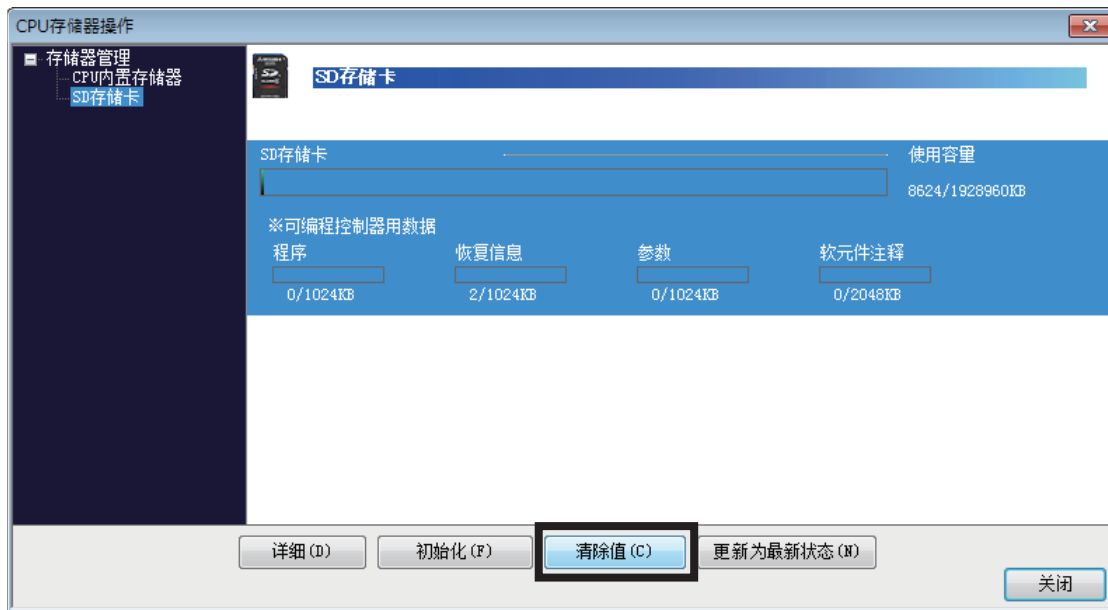 CPU存储器操作
存储器管理
CPU内置存储器
SD存储卡
SD存储卡
SD存储卡
使用容量
8624/1928960KB
※可编程控制器用数据
程序 恢复信息 参数 软元件注释
0/1024KB 2/1024KB 0/1024KB 0/2048KB
详细(D) 初始化(F) 清除值(C) 更新为最新状态(N)
关闭